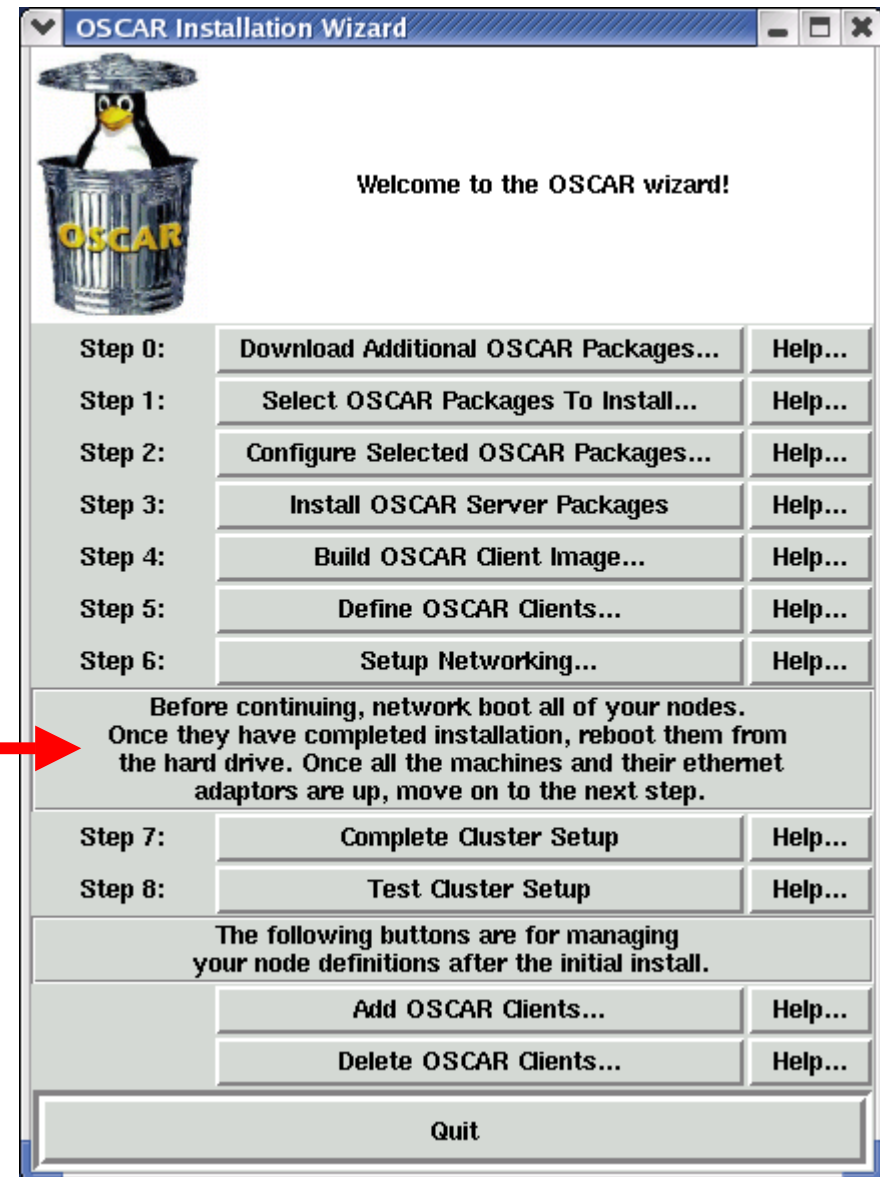 OSCAR Installation Wizard
OSCAR
Welcome to the OSCAR wizard!
Step 0: Download Additional OSCAR Packages... Help...
Step 1: Select OSCAR Packages To Install... Help...
Step 2: Configure Selected OSCAR Packages... Help...
Step 3: Install OSCAR Server Packages Help...
Step 4: Build OSCAR Client Image... Help...
Step 5: Define OSCAR Clients... Help...
Step 6: Setup Networking... Help...
Before continuing, network boot all of your nodes.
Once they have completed installation, reboot them from
the hard drive. Once all the machines and their ethernet
adaptors are up, move on to the next step.
Step 7: Complete Cluster Setup Help...
Step 8: Test Cluster Setup Help...
The following buttons are for managing
your node definitions after the initial install.
Add OSCAR Clients... Help...
Delete OSCAR Clients... Help...
Quit